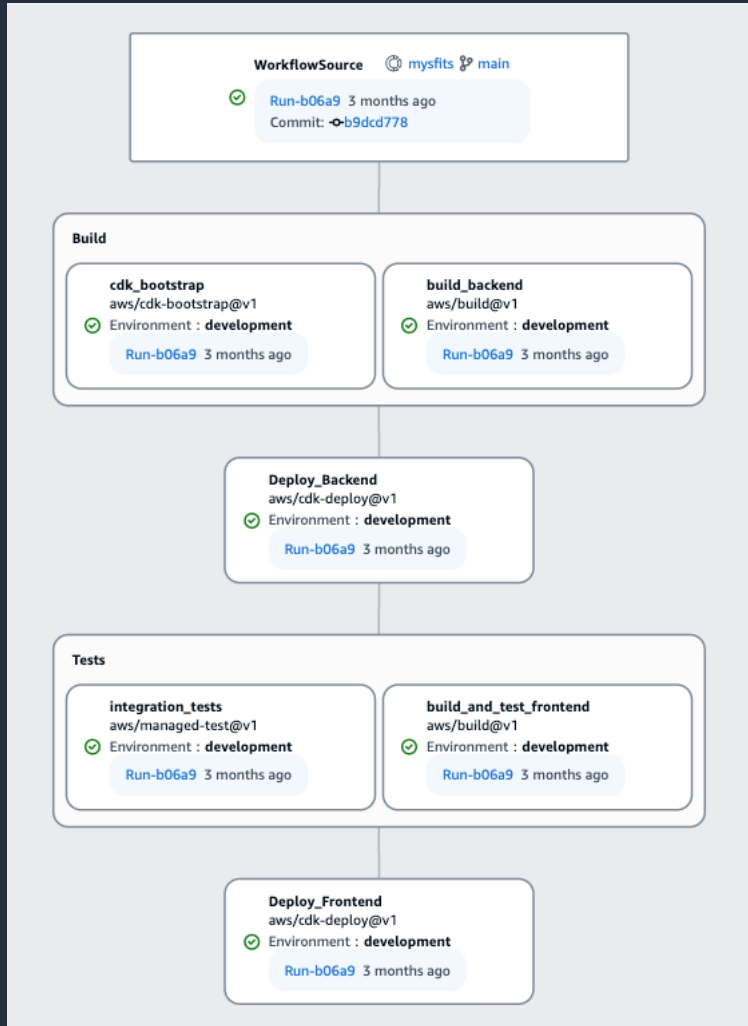 WorkflowSource mysfits main
Run-b06a9 3 months ago
Commit: b9dcd778
Build
cdk_bootstrap
aws/cdk-bootstrap@v1
Environment : development
Run-b06a9 3 months ago
build_backend
aws/build@v1
Environment : development
Run-b06a9 3 months ago
Deploy_Backend
aws/cdk-deploy@v1
Environment : development
Run-b06a9 3 months ago
Tests
integration_tests
aws/managed-test@v1
Environment : development
Run-b06a9 3 months ago
build_and_test_frontend
aws/build@v1
Environment : development
Run-b06a9 3 months ago
Deploy_Frontend
aws/cdk-deploy@v1
Environment : development
Run-b06a9 3 months ago